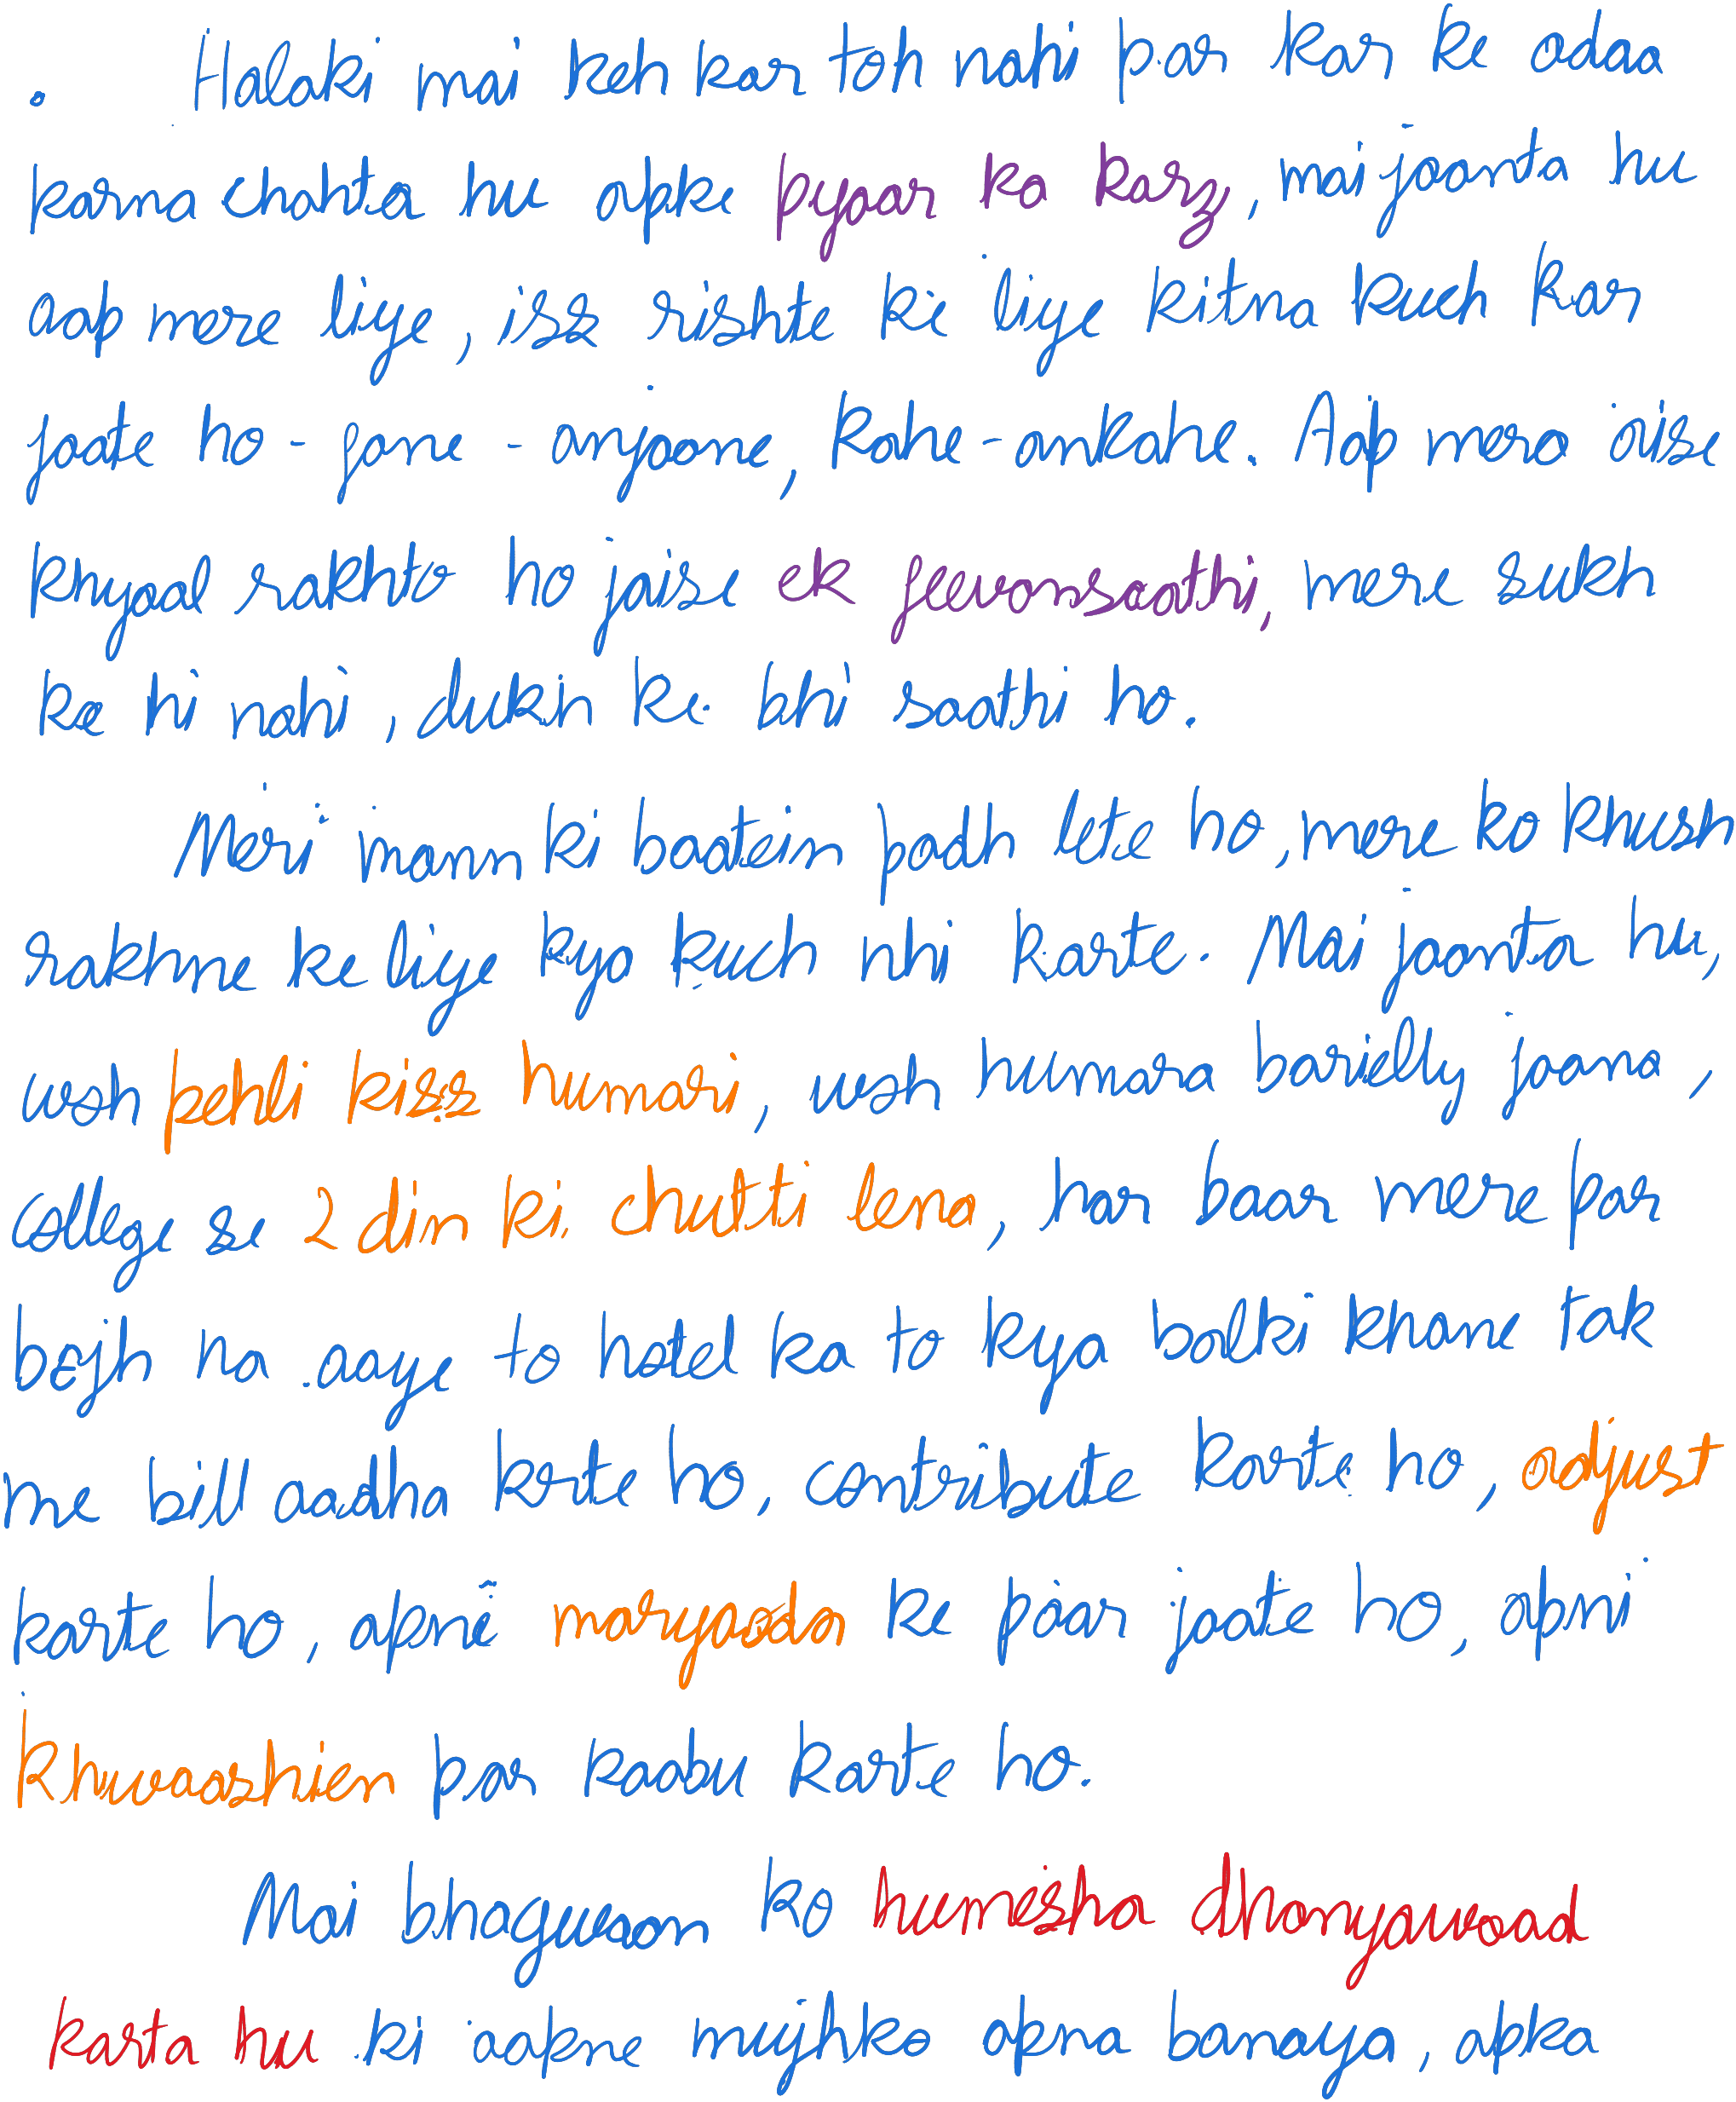 . Halaki mai keh kar toh nahi par kar ke adaa
karna chahta hu apke pyaar ka karz, mai jaanta hu
aap mere liye, iss rishte ke liye kitna kuch kar
jaate ho - jane - anjaane, kahe-ankahe. Aap mera aise
khyaal rakhte ho jaise ek jeevansaathi, mere sukh
ke hi nahi, dukh ke bhi saathi ho.
Meri mann ki baatein padh lete ho, mere ko khush
rakhne ke liye kya kuch nhi karte. Mai jaanta hu,
woh pehli kiss humari, woh humara barielly jaana,
college se 2 din ki chutti lena, har baar mere par
bojh na aaye to hotel ka to kya balki khane tak
me bill aadha krte ho, contribute karte ho, adjust
karte ho, apne maryaada ke paar jaate ho, apni
khwaashien par kaabu karte ho.
Mai bhagwaan ko humesha dhanyawaad
karta hu ki aapne mujhko apna banaya, apka